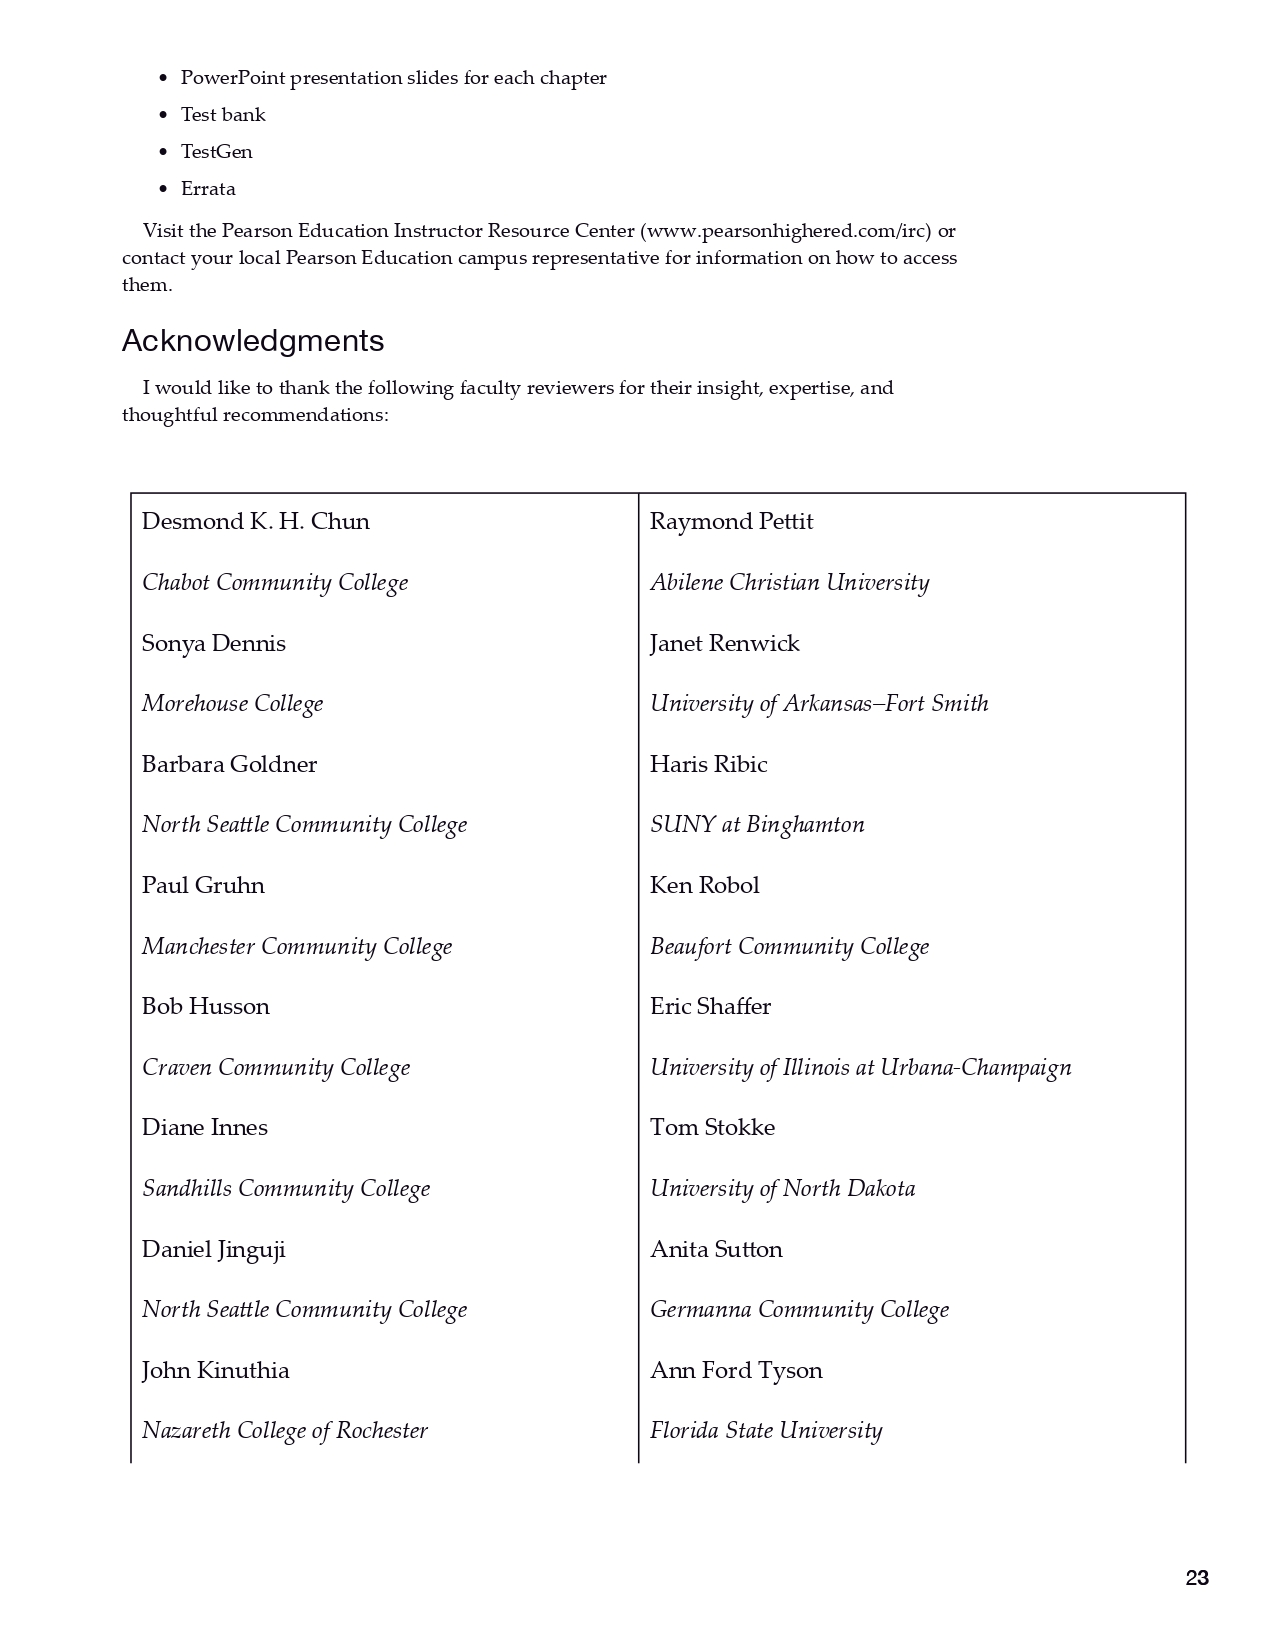 • PowerPoint presentation slides for each chapter
• Test bank
• TestGen
• Errata
Visit the Pearson Education Instructor Resource Center (www.pearsonhighered.com/irc) or
contact your local Pearson Education campus representative for information on how to access
them.
Acknowledgments
I would like to thank the following faculty reviewers for their insight, expertise, and
thoughtful recommendations:
Desmond K. H. Chun
Chabot Community College
Sonya Dennis
Morehouse College
Barbara Goldner
North Seattle Community College
Paul Gruhn
Manchester Community College
Bob Husson
Craven Community College
Diane Innes
Sandhills Community College
Daniel Jinguji
North Seattle Community College
John Kinuthia
Nazareth College of Rochester
Raymond Pettit
Abilene Christian University
Janet Renwick
University of Arkansas–Fort Smith
Haris Ribic
SUNY at Binghamton
Ken Robol
Beaufort Community College
Eric Shaffer
University of Illinois at Urbana-Champaign
Tom Stokke
University of North Dakota
Anita Sutton
Germanna Community College
Ann Ford Tyson
Florida State University
23